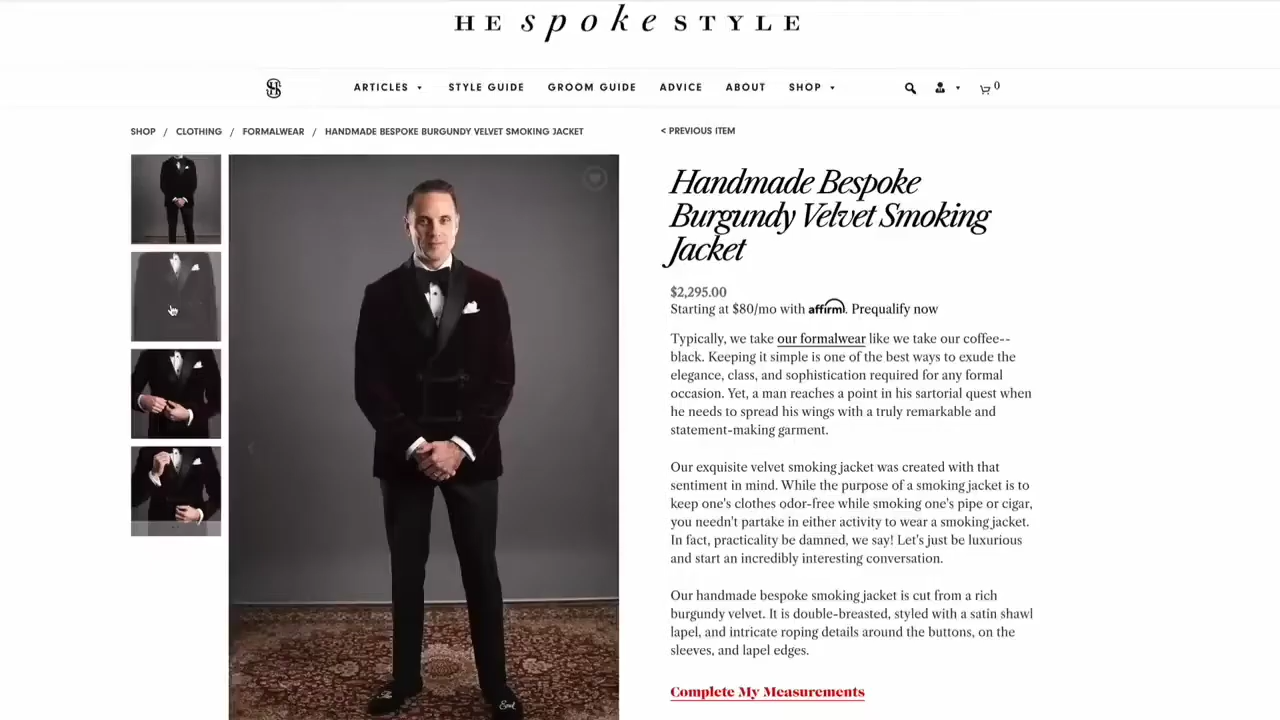 HE spoke STYLE
ARTICLES STYLE GUIDE GROOM GUIDE ADVICE ABOUT SHOP 0
SHOP / CLOTHING / FORMALWEAR / HANDMADE BESPOKE BURGUNDY VELVET SMOKING JACKET
< PREVIOUS ITEM
Handmade Bespoke
Burgundy Velvet Smoking
Jacket
$2,295.00
Starting at $80/mo with affirm. Prequalify now
Typically, we take our formalwear like we take our coffee--
black. Keeping it simple is one of the best ways to exude the
elegance, class, and sophistication required for any formal
occasion. Yet, a man reaches a point in his sartorial quest when
he needs to spread his wings with a truly remarkable and
statement-making garment.
Our exquisite velvet smoking jacket was created with that
sentiment in mind. While the purpose of a smoking jacket is to
keep one's clothes odor-free while smoking one's pipe or cigar,
you needn't partake in either activity to wear a smoking jacket.
In fact, practicality be damned, we say! Let's just be luxurious
and start an incredibly interesting conversation.
Our handmade bespoke smoking jacket is cut from a rich
burgundy velvet. It is double-breasted, styled with a satin shawl
lapel, and intricate roping details around the buttons, on the
sleeves, and lapel edges.
Complete My Measurements